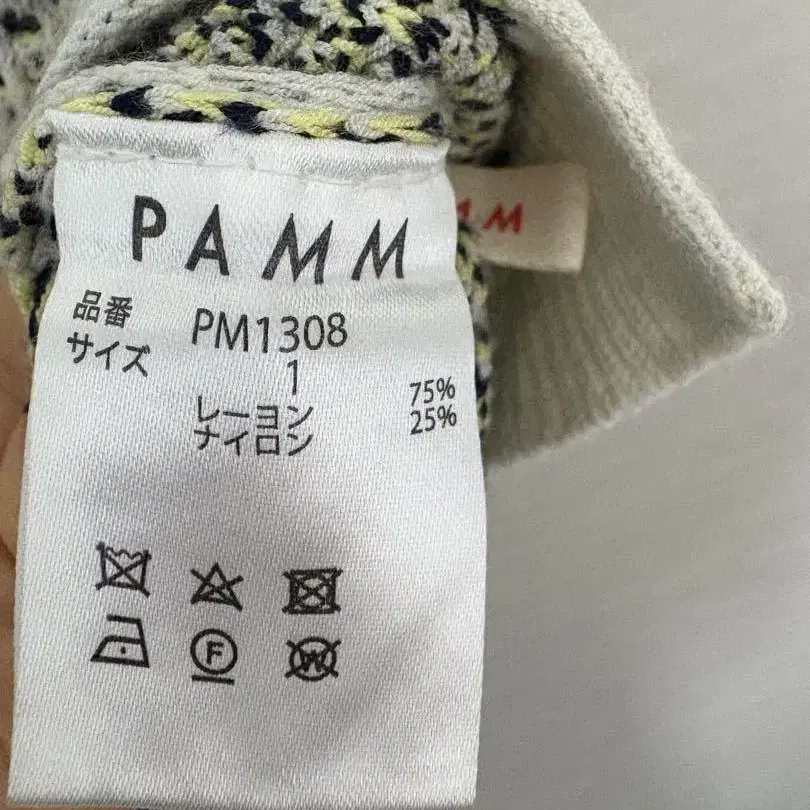 PAMM
品番 PM1308
サイズ 1
レーヨン 75%
ナイロン 25%
F
W
M